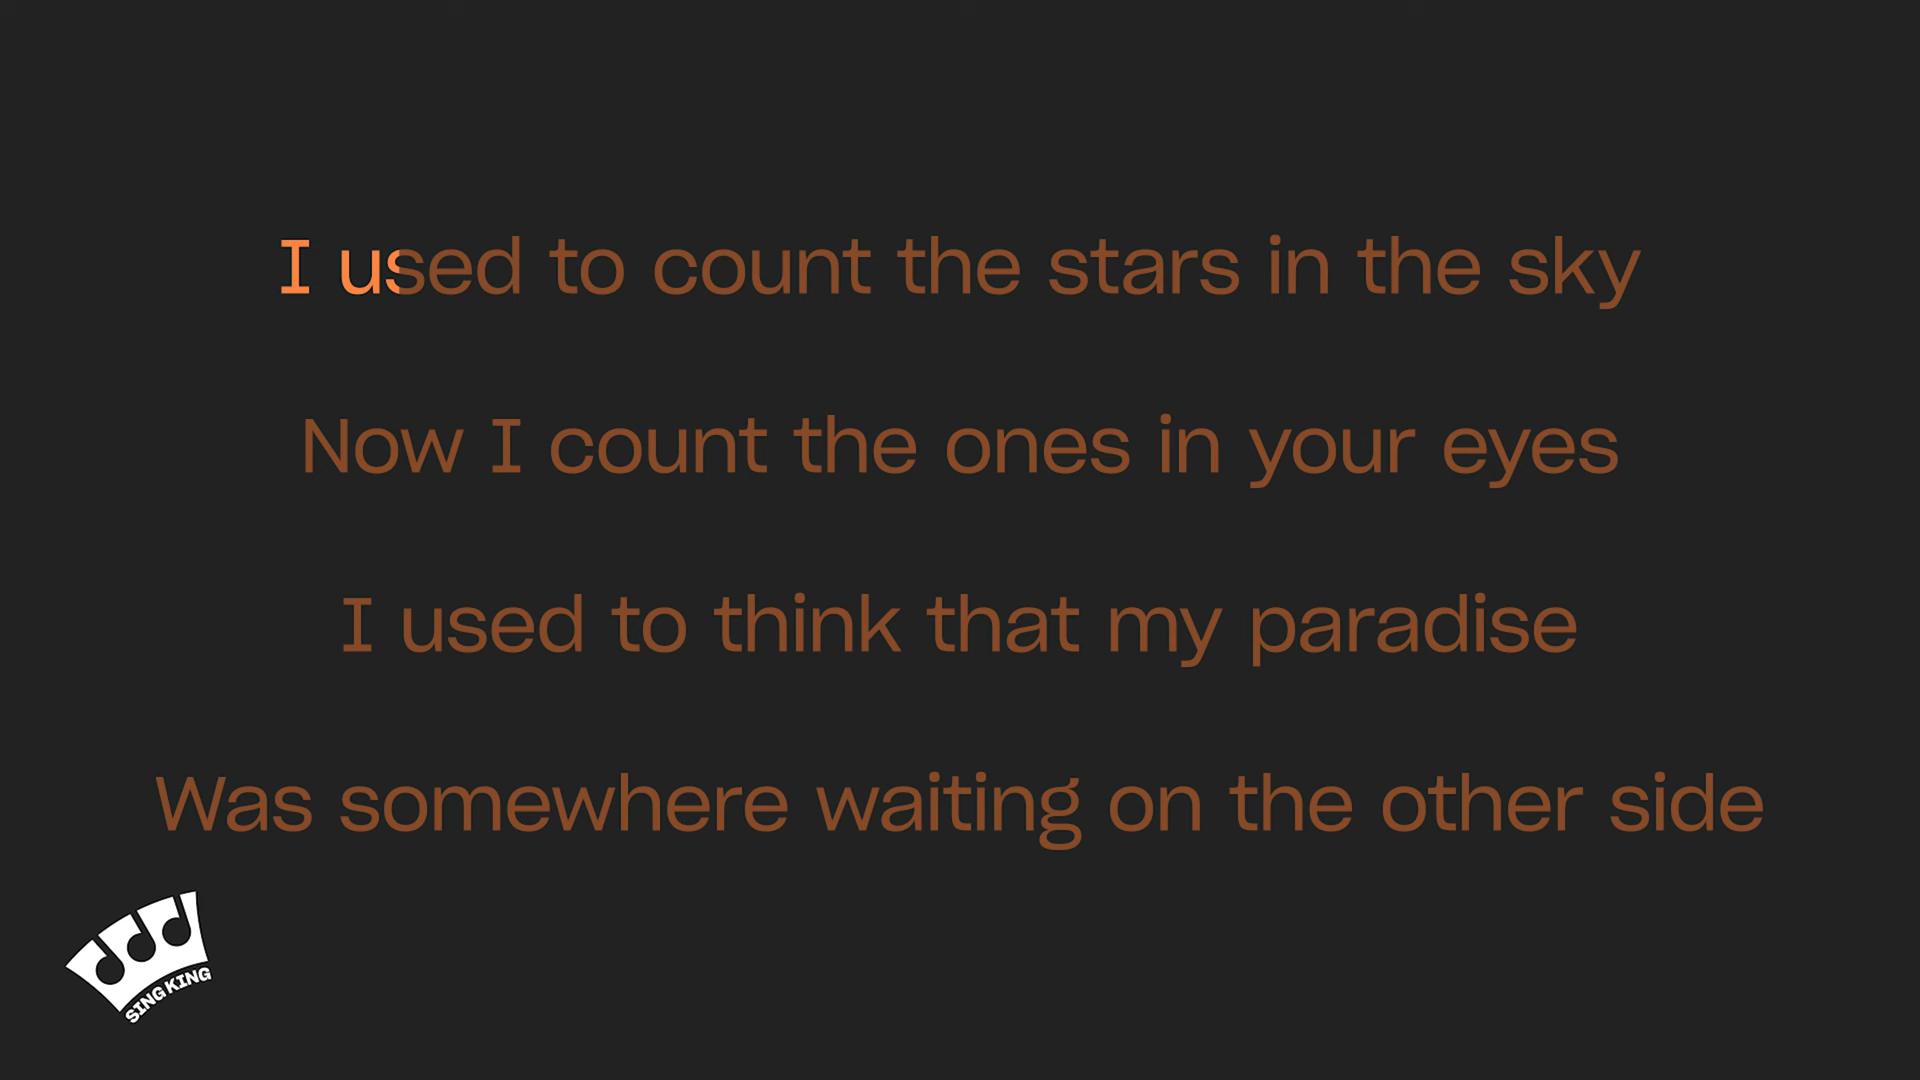 I used to count the stars in the sky
Now I count the ones in your eyes
I used to think that my paradise
Was somewhere waiting on the other side
SING KING